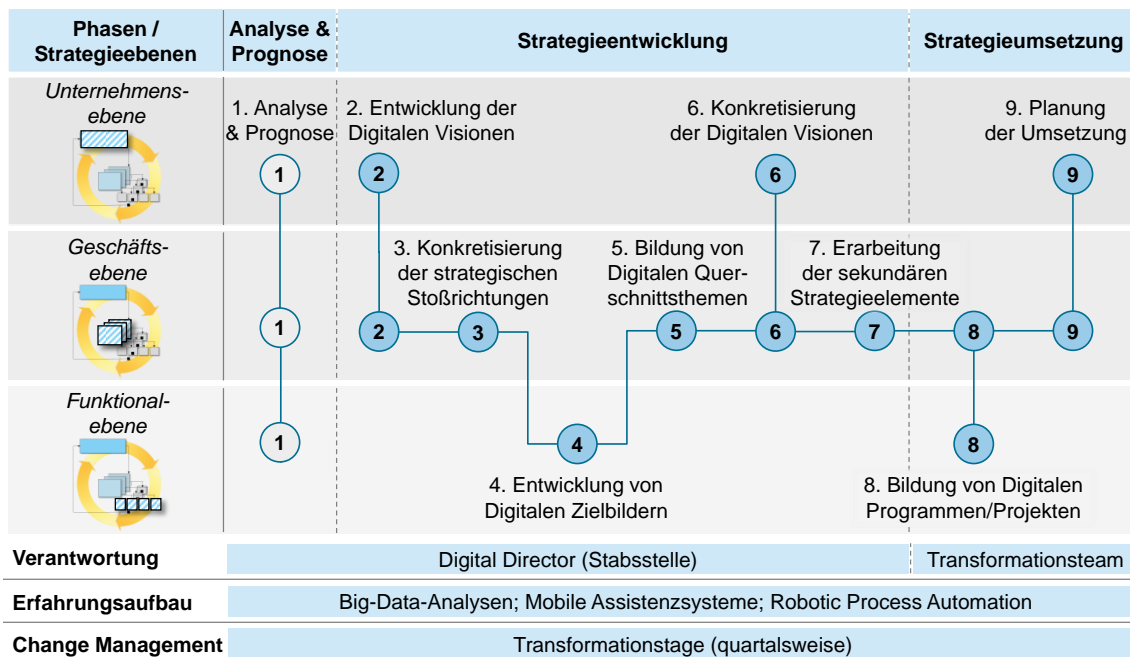 Phasen /
Strategieebenen
Analyse &
Prognose
Strategieentwicklung
Strategieumsetzung
Unternehmens-
ebene
1. Analyse
& Prognose
2. Entwicklung der
Digitalen Visionen
6. Konkretisierung
der Digitalen Visionen
9. Planung
der Umsetzung
1
2
6
9
Geschäfts-
ebene
3. Konkretisierung
der strategischen
Stoßrichtungen
5. Bildung von
Digitalen Quer-
schnittsthemen
7. Erarbeitung
der sekundären
Strategieelemente
1
2
3
5
6
7
8
9
Funktional-
ebene
1
4
8
4. Entwicklung von
Digitalen Zielbildern
8. Bildung von Digitalen
Programmen/Projekten
Verantwortung
Digital Director (Stabsstelle)
Transformationsteam
Erfahrungsaufbau
Big-Data-Analysen; Mobile Assistenzsysteme; Robotic Process Automation
Change Management
Transformationstage (quartalsweise)